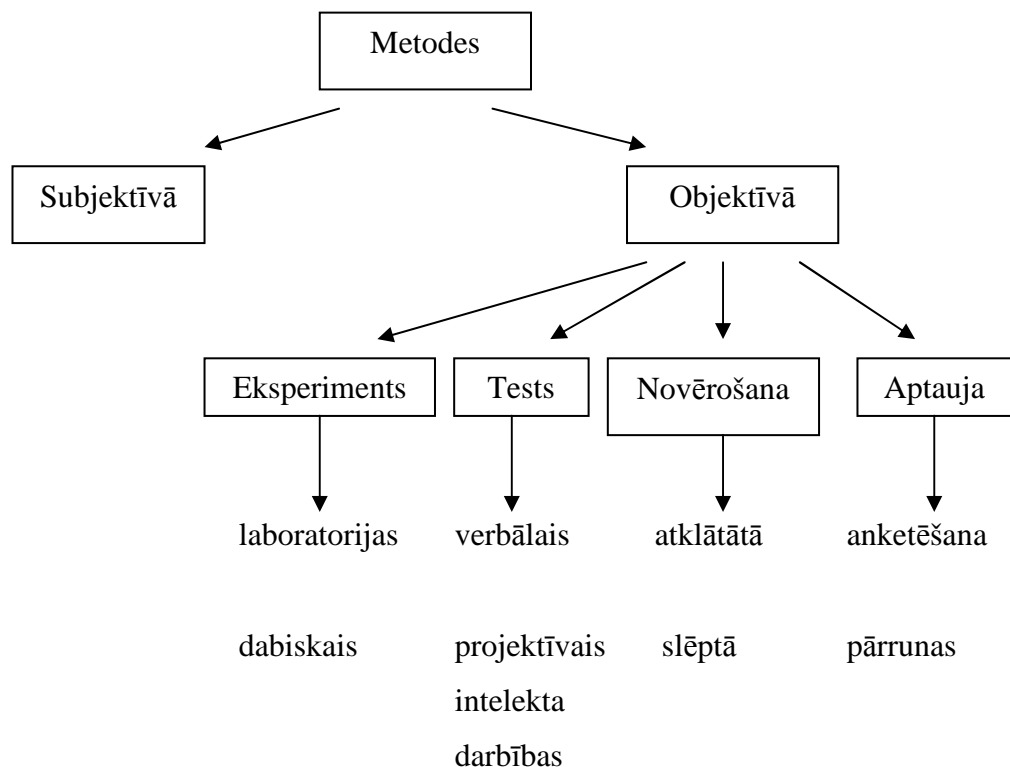 Metodes
Subjektīvā Objektīvā
Eksperiments Tests Novērošana Aptauja
laboratorijas verbālais atklātātā anketēšana
dabiskais projektīvais slēptā pārrunas
intelekta
darbības